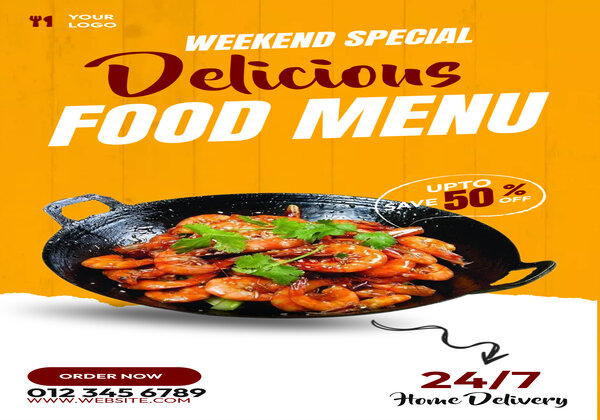 YOUR
LOGO
WEEKEND SPECIAL
Delicious
FOOD MENU
UPTO
AVE 50 %
OFF
ORDER NOW
012 345 6789
WWW.WEBSITE.COM
24/7
Home Delivery